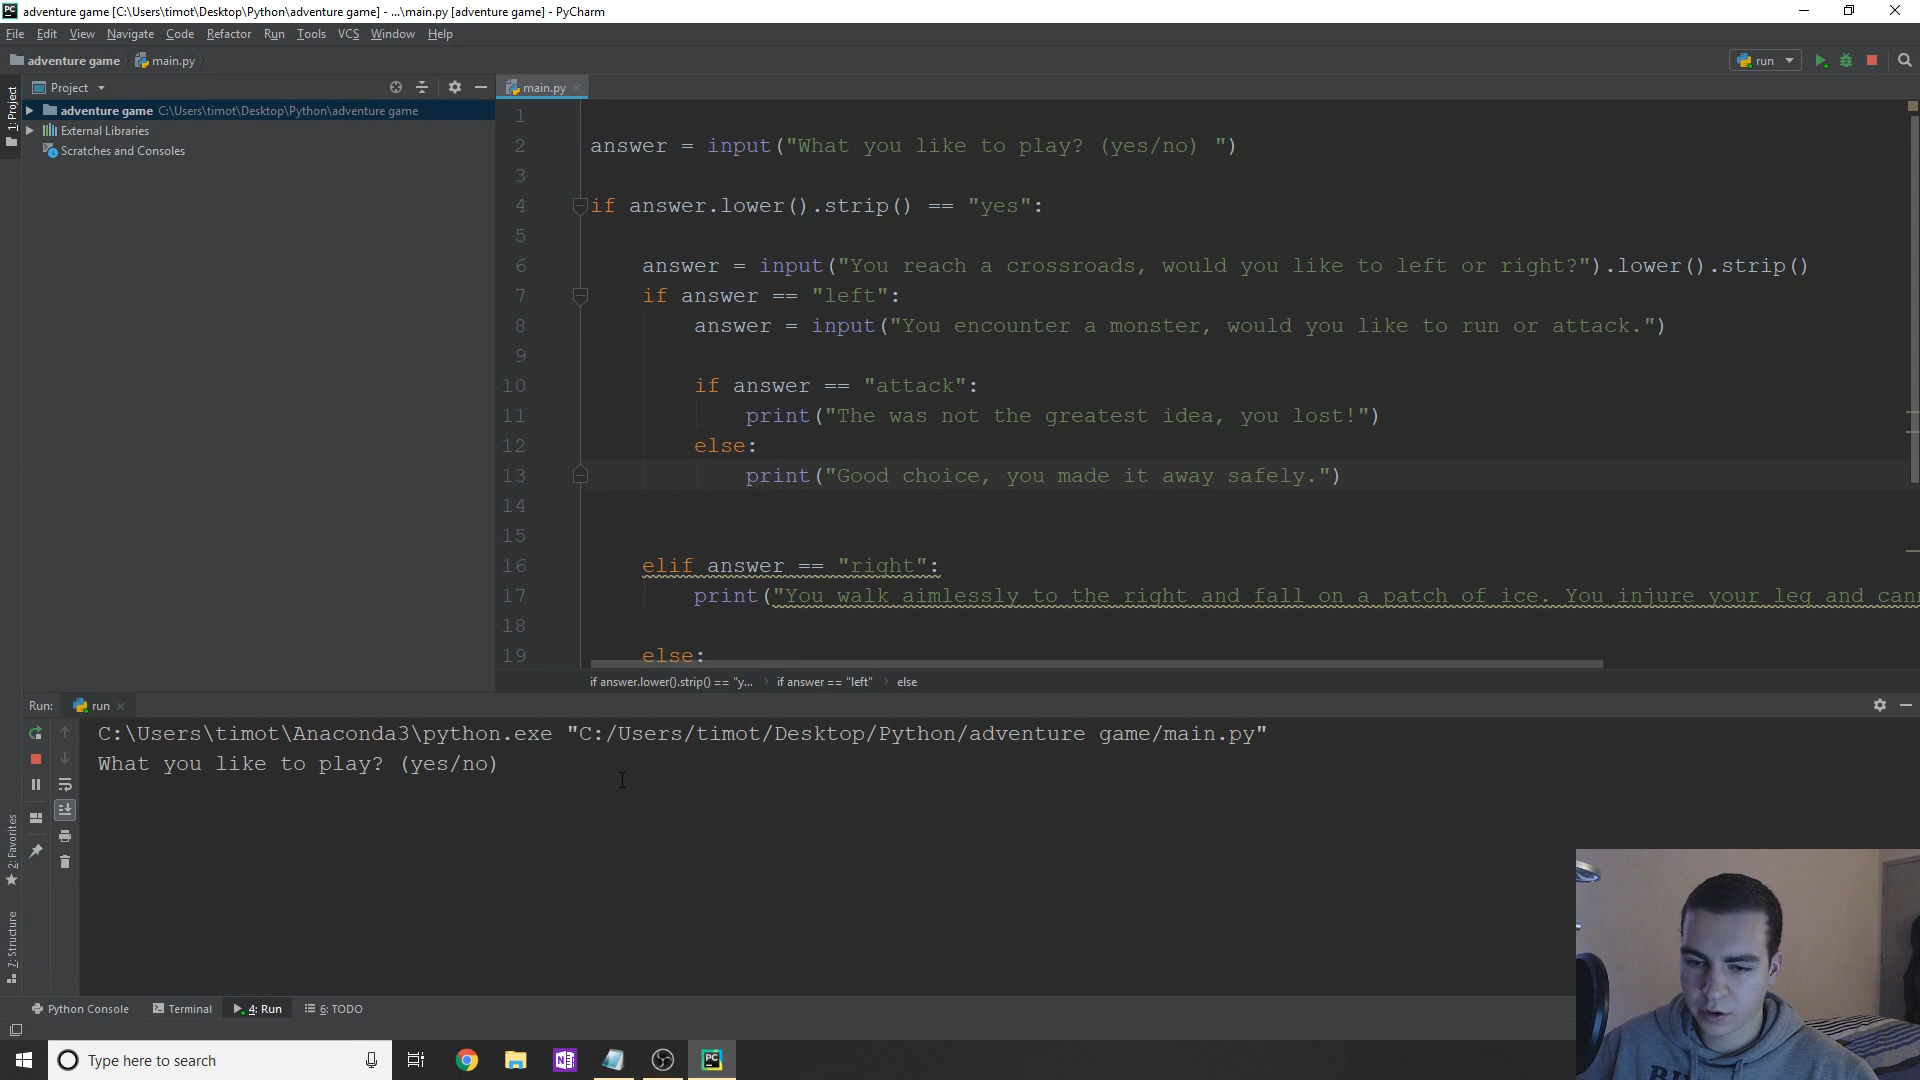 adventure game [C:\Users\timot\Desktop\Python\adventure game] - ...\main.py [adventure game] - PyCharm
File Edit View Navigate Code Refactor Run Tools VCS Window Help
adventure game main.py run
Project main.py
1: Project
adventure game C:\Users\timot\Desktop\Python\adventure game
External Libraries
Scratches and Consoles
1
2 answer = input("What you like to play? (yes/no) ")
3
4 if answer.lower().strip() == "yes":
5
6 answer = input("You reach a crossroads, would you like to left or right?").lower().strip()
7 if answer == "left":
8 answer = input("You encounter a monster, would you like to run or attack.")
9
10 if answer == "attack":
11 print("The was not the greatest idea, you lost!")
12 else:
13 print("Good choice, you made it away safely.")
14
15
16 elif answer == "right":
17 print("You walk aimlessly to the right and fall on a patch of ice. You injure your leg and can
18
19 else:
if answer.lower().strip() == "y... if answer == "left" else
Run: run
C:\Users\timot\Anaconda3\python.exe "C:/Users/timot/Desktop/Python/adventure game/main.py"
What you like to play? (yes/no)
2: Favorites
7: Structure
Python Console Terminal 4: Run 6: TODO
Type here to search